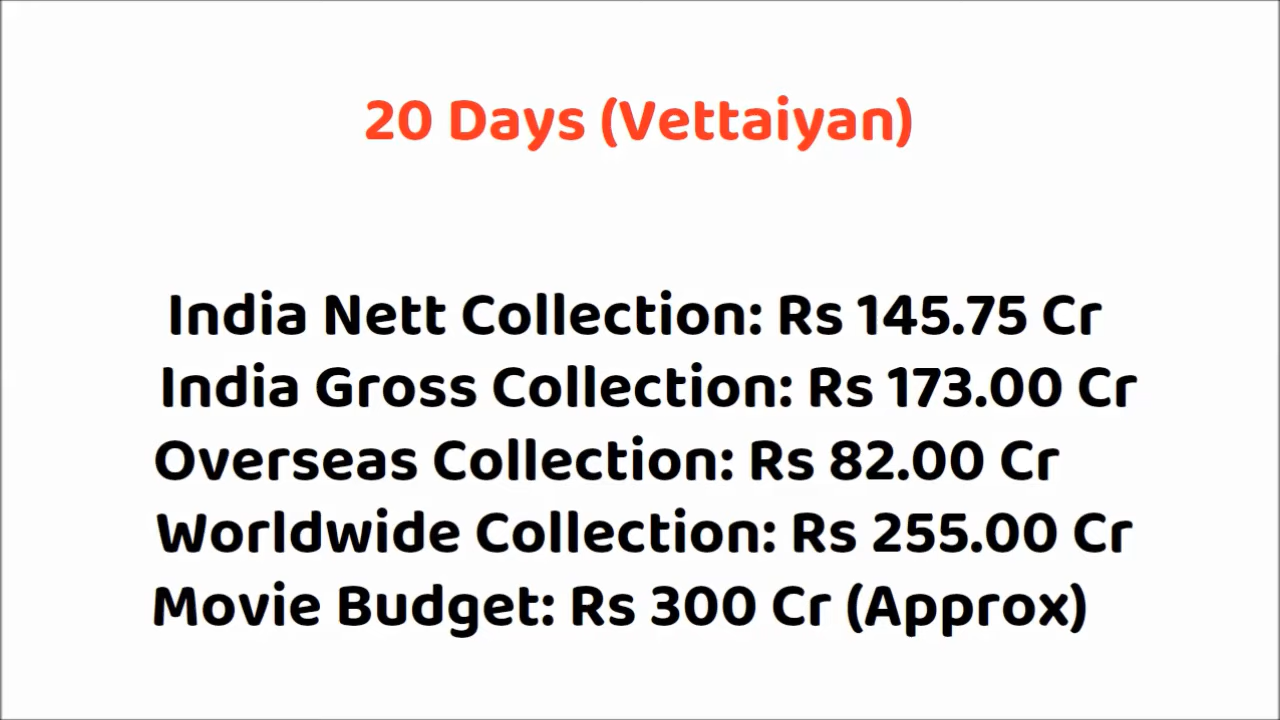 20 Days (Vettaiyan)
India Nett Collection: Rs 145.75 Cr
India Gross Collection: Rs 173.00 Cr
Overseas Collection: Rs 82.00 Cr
Worldwide Collection: Rs 255.00 Cr
Movie Budget: Rs 300 Cr (Approx)